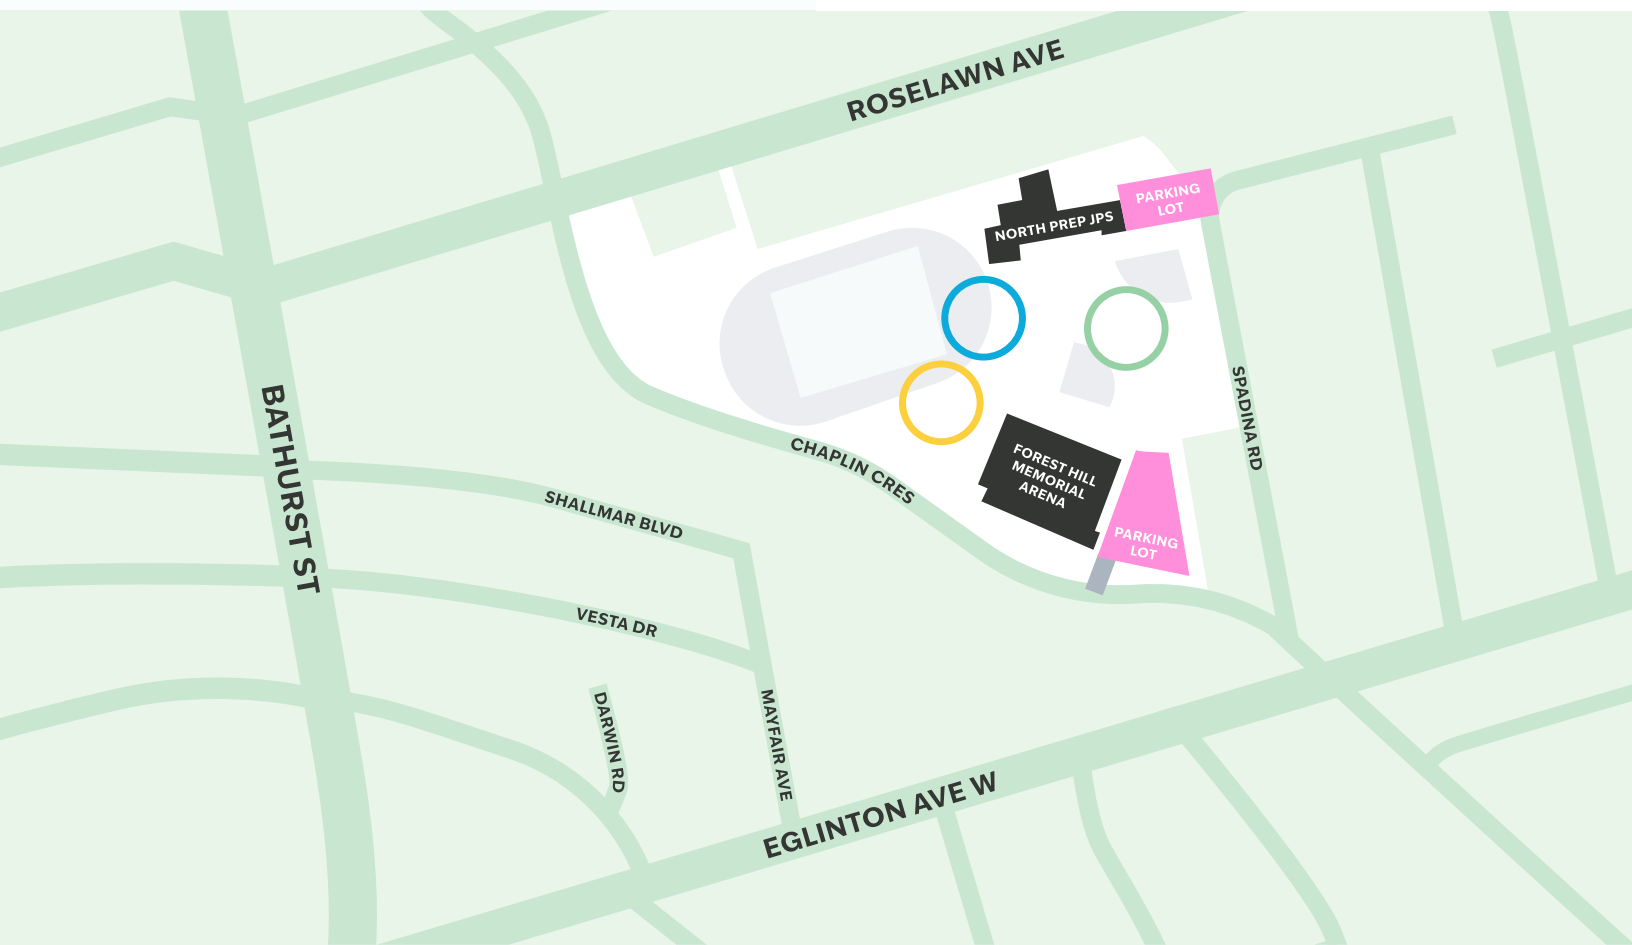 ROSELAWN AVE
PARKING
LOT
NORTH PREP JPS
SPADINA RD
BATHURST ST
CHAPLIN CRES
FOREST HILL
MEMORIAL
ARENA
PARKING
LOT
SHALLMAR BLVD
VESTA DR
DARWIN RD
MAYFAIR AVE
EGLINTON AVE W